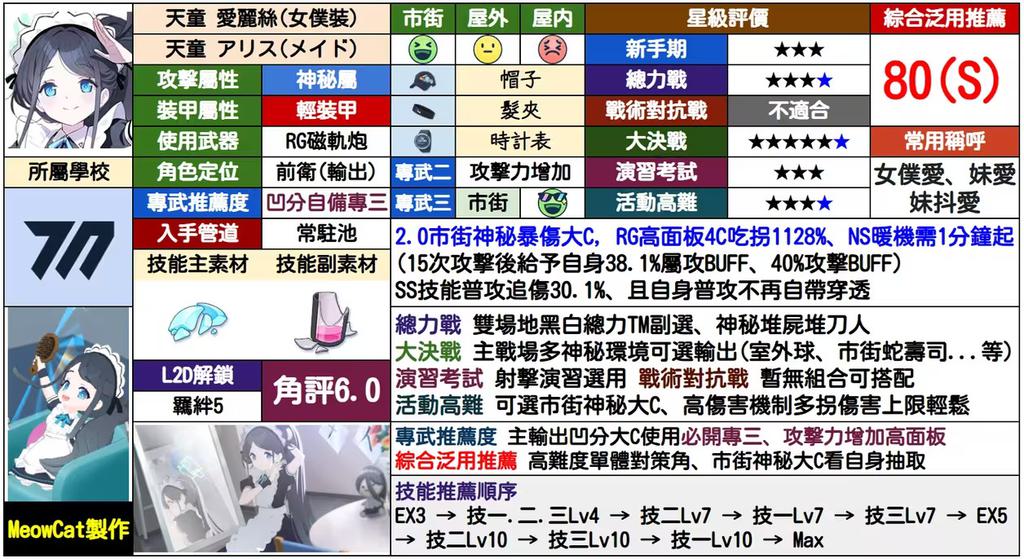 天童 愛麗絲(女僕裝)
天童 アリス(メイド)
攻擊屬性 神秘屬
裝甲屬性 輕裝甲
使用武器 RG磁軌炮
角色定位 前衛(輸出)
所屬學校
專武推薦度 凹分自備專三
入手管道 常駐池
技能主素材 技能副素材
L2D解鎖
羈絆5
角評6.0
MeowCat製作
市街 屋外 屋內
帽子
髮夾
時計表
專武二 攻擊力增加
專武三 市街
星級評價
新手期 ★★★
總力戰 ★★★★
戰術對抗戰 不適合
大決戰 ★★★★★★
演習考試 ★★★
活動高難 ★★★★
綜合泛用推薦
80(S)
常用稱呼
女僕愛、妹愛
妹抖愛
2.0市街神秘暴傷大C, RG高面板4C吃拐1128%、NS暖機需1分鐘起
(15次攻擊後給予自身38.1%屬攻BUFF、40%攻擊BUFF)
SS技能普攻追傷30.1%、且自身普攻不再自帶穿透
總力戰 雙場地黑白總力TM副選、神秘堆屍堆刀人
大決戰 主戰場多神秘環境可選輸出(室外球、市街蛇壽司...等)
演習考試 射擊演習選用 戰術對抗戰 暫無組合可搭配
活動高難 可選市街神秘大C、高傷害機制多拐傷害上限輕鬆
專武推薦度 主輸出凹分大C使用必開專三、攻擊力增加高面板
綜合泛用推薦 高難度單體對策角、市街神秘大C看自身抽取
技能推薦順序
EX3 → 技一.二.三Lv4 → 技二Lv7 → 技一Lv7 → 技三Lv7 → EX5
→ 技二Lv10 → 技三Lv10 → 技一Lv10 → Max